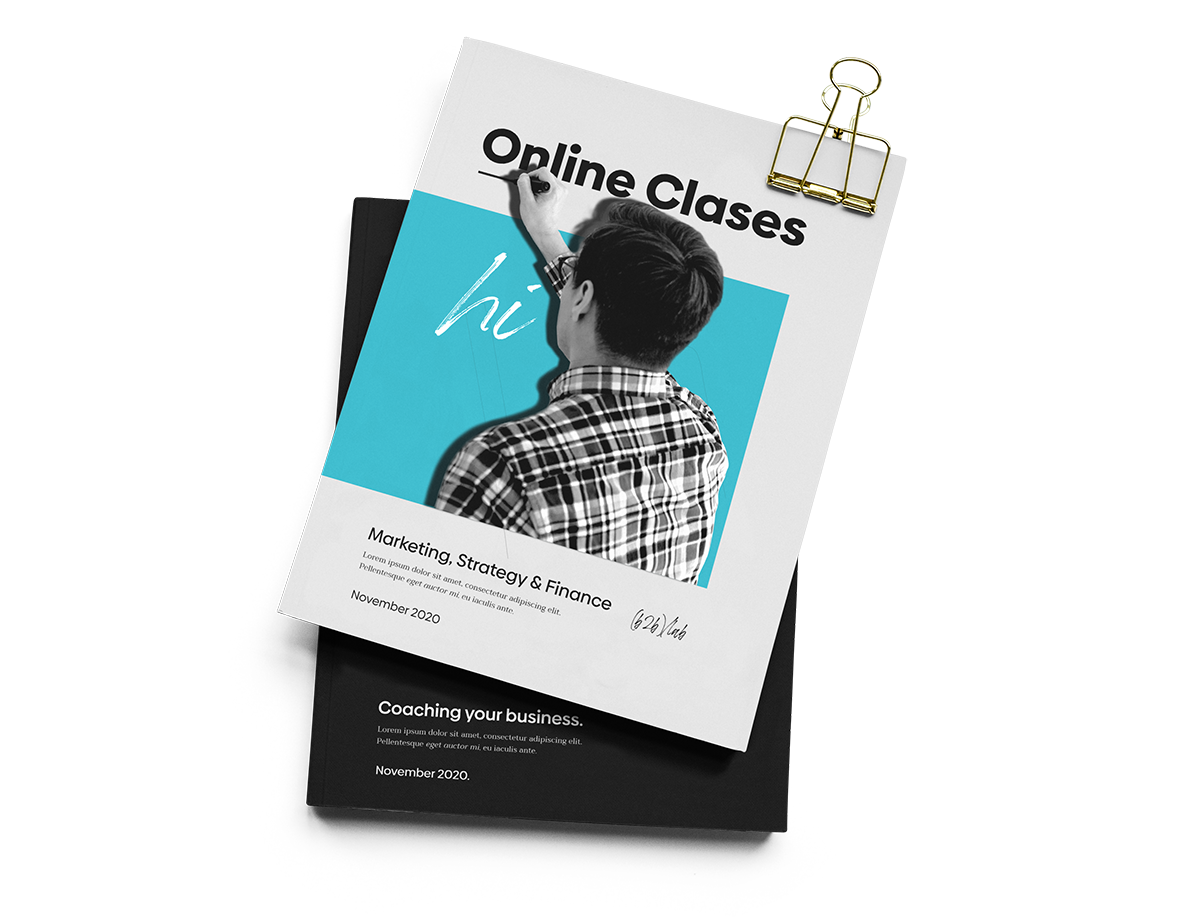 Online Clases
hi
Marketing, Strategy & Finance
Lorem ipsum dolor sit amet, consectetur adipiscing elit.
Pellentesque eget auctor mi, eu iaculis ante.
November 2020
(b2b)/lab
Coaching your business.
Lorem ipsum dolor sit amet, consectetur adipiscing elit.
Pellentesque eget auctor mi, eu iaculis ante.
November 2020.